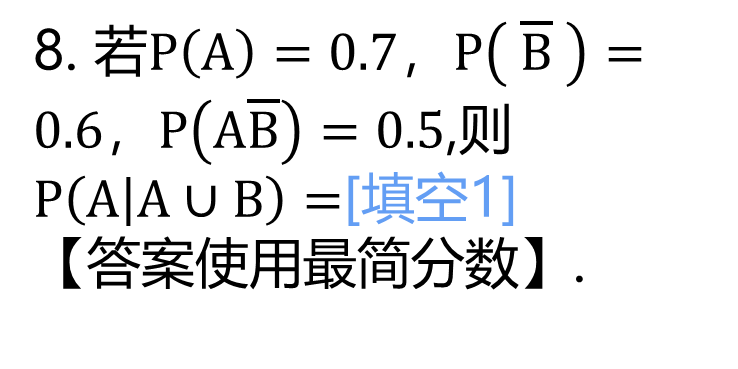 8. 若P(A) = 0.7，P( B̅ ) =
0.6，P(AB̅) = 0.5,则
P(A|A ∪ B) =[填空1]
【答案使用最简分数】.